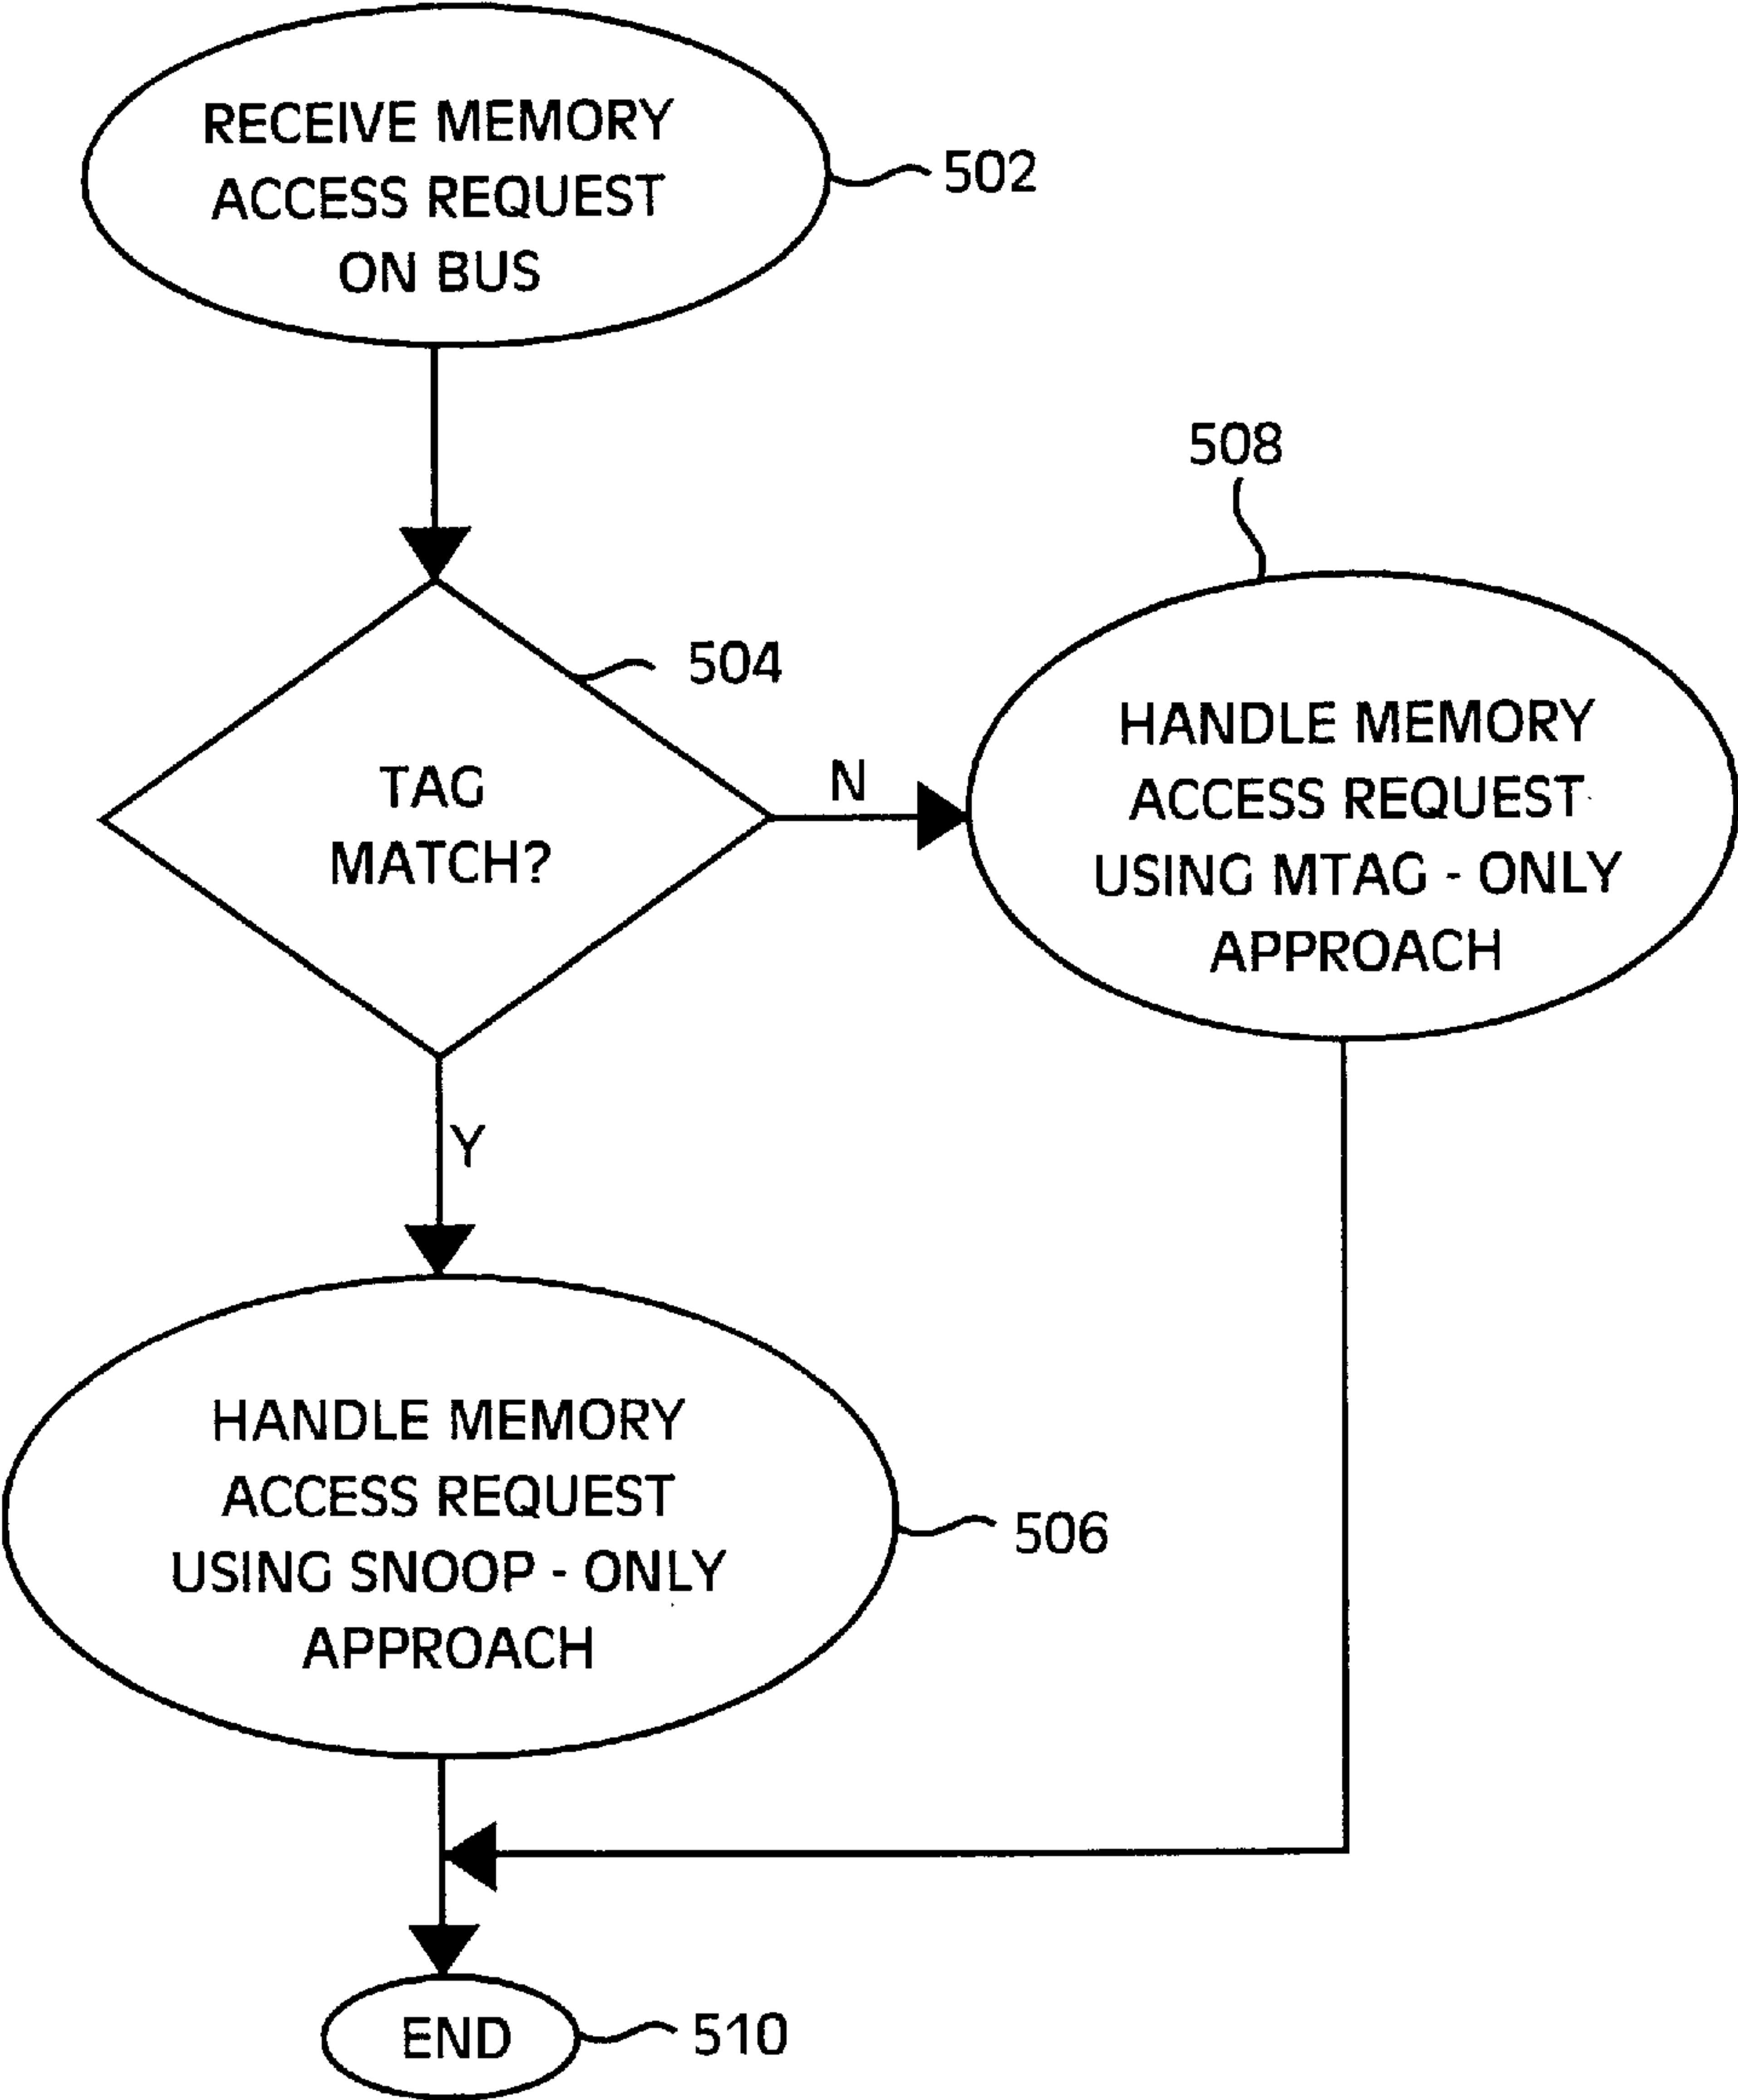 RECEIVE MEMORY
ACCESS REQUEST
ON BUS
502
504
TAG
MATCH?
N
508
HANDLE MEMORY
ACCESS REQUEST
USING MTAG - ONLY
APPROACH
Y
HANDLE MEMORY
ACCESS REQUEST
USING SNOOP - ONLY
APPROACH
506
END
510